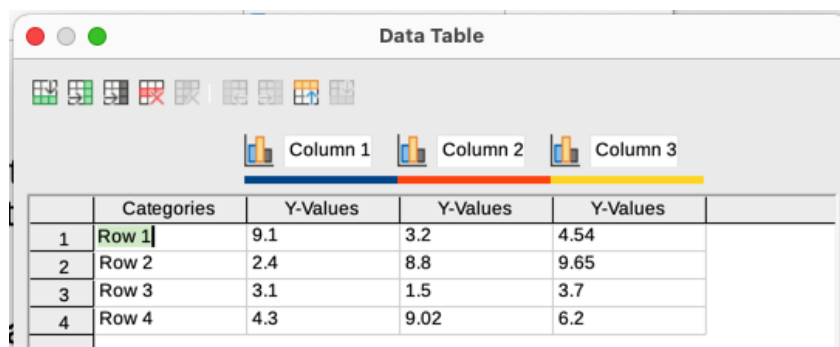 Data Table
Column 1 Column 2 Column 3
Categories Y-Values Y-Values Y-Values
1 Row 1 9.1 3.2 4.54
2 Row 2 2.4 8.8 9.65
3 Row 3 3.1 1.5 3.7
4 Row 4 4.3 9.02 6.2